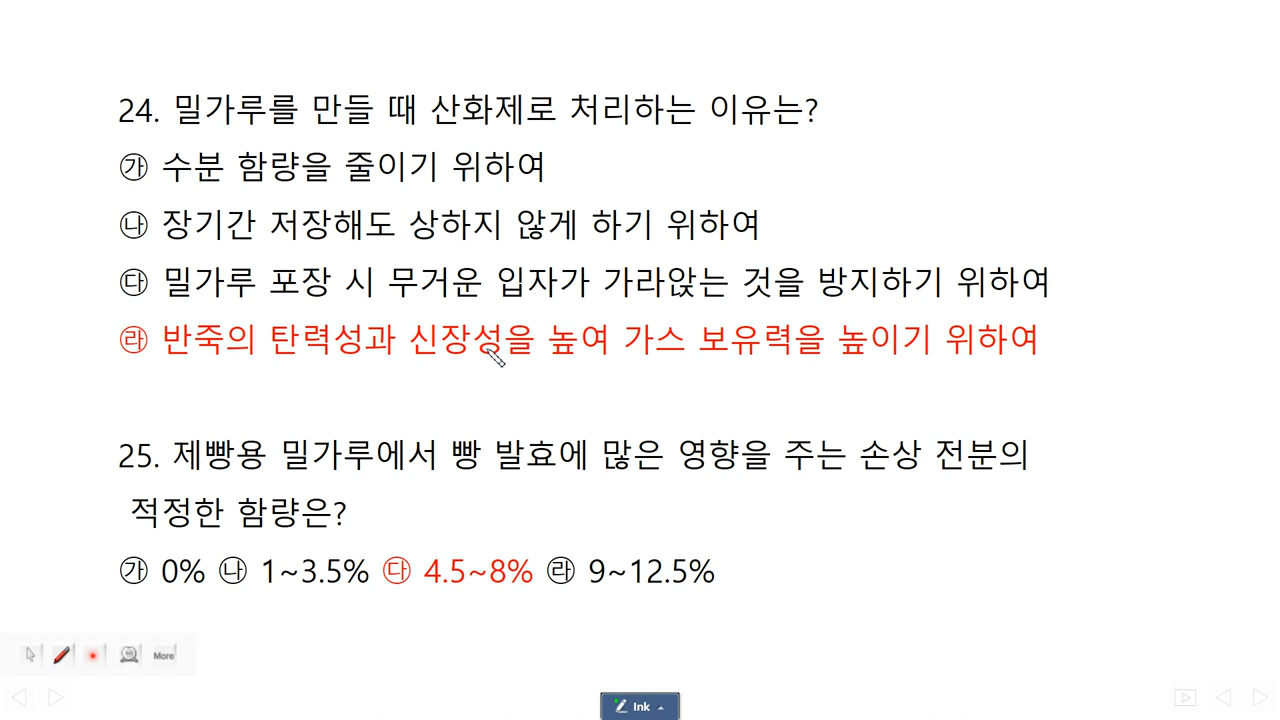 24. 밀가루를 만들 때 산화제로 처리하는 이유는?
㉮ 수분 함량을 줄이기 위하여
㉯ 장기간 저장해도 상하지 않게 하기 위하여
㉰ 밀가루 포장 시 무거운 입자가 가라앉는 것을 방지하기 위하여
㉱ 반죽의 탄력성과 신장성을 높여 가스 보유력을 높이기 위하여
25. 제빵용 밀가루에서 빵 발효에 많은 영향을 주는 손상 전분의
적정한 함량은?
㉮ 0% ㉯ 1~3.5% ㉰ 4.5~8% ㉱ 9~12.5%
More
Ink